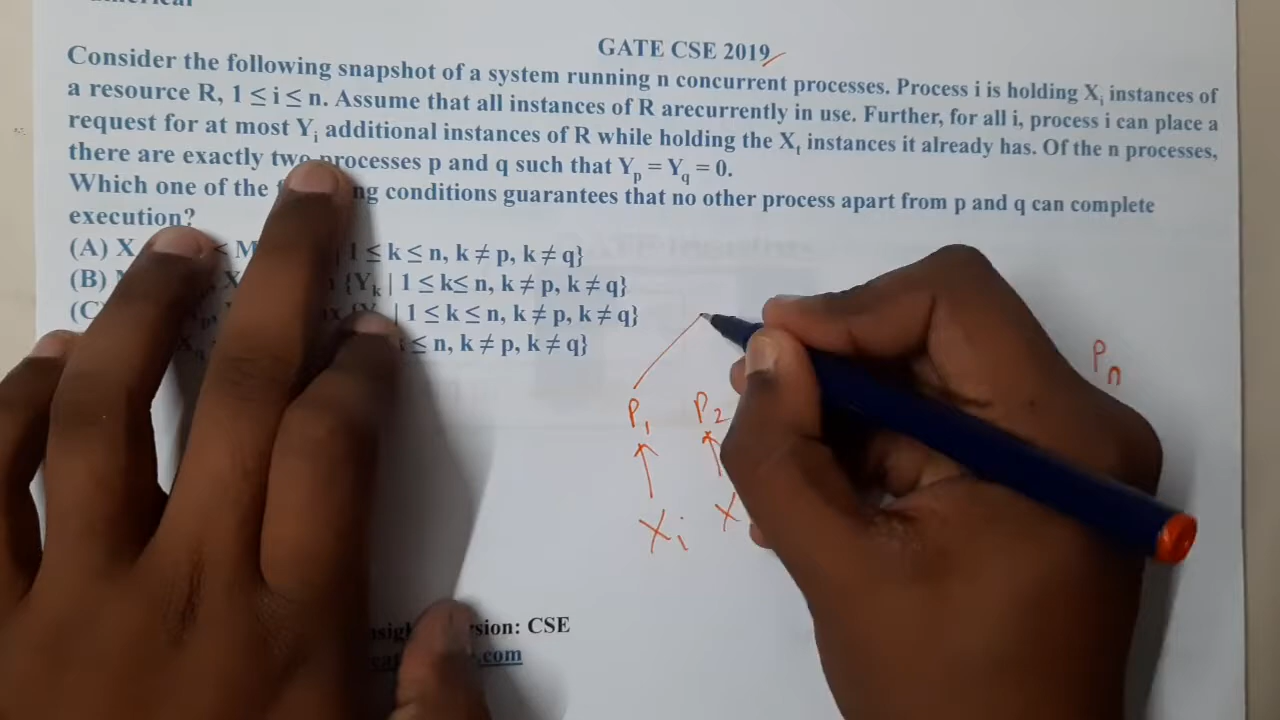 GATE CSE 2019
Consider the following snapshot of a system running n concurrent processes. Process i is holding Xᵢ instances of
a resource R, 1 ≤ i ≤ n. Assume that all instances of R arecurrently in use. Further, for all i, process i can place a
request for at most Yᵢ additional instances of R while holding the Xₜ instances it already has. Of the n processes,
there are exactly two processes p and q such that Yₚ = Y_q = 0.
Which one of the ng conditions guarantees that no other process apart from p and q can complete
execution?
(A) X < M 1 ≤ k ≤ n, k ≠ p, k ≠ q}
(B) X {Yₖ | 1 ≤ k≤ n, k ≠ p, k ≠ q}
(C | 1 ≤ k ≤ n, k ≠ p, k ≠ q}
≤ n, k ≠ p, k ≠ q}
Pₙ
P₁ P₂
Xᵢ X
sion: CSE
.com